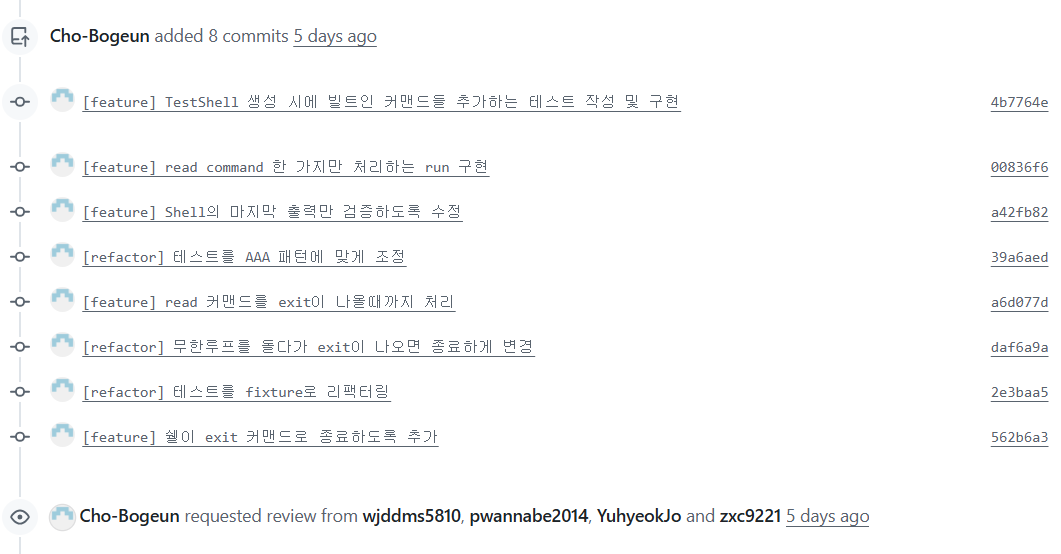 Cho-Bogeun added 8 commits 5 days ago
[feature] TestShell 생성 시에 빌트인 커맨드들 추가하는 테스트 작성 및 구현 4b7764e
[feature] read command 한 가지만 처리하는 run 구현 00836f6
[feature] Shell의 마지막 출력만 검증하도록 수정 a42fb82
[refactor] 테스트를 AAA 패턴에 맞게 조정 39a6aed
[feature] read 커맨드를 exit이 나올때까지 처리 a6d077d
[refactor] 무한루프를 돌다가 exit이 나오면 종료하게 변경 daf6a9a
[refactor] 테스트를 fixture로 리팩터링 2e3baa5
[feature] 쉘이 exit 커맨드로 종료하도록 추가 562b6a3
Cho-Bogeun requested review from wjddms5810, pwannabe2014, YuhyeokJo and zxc9221 5 days ago